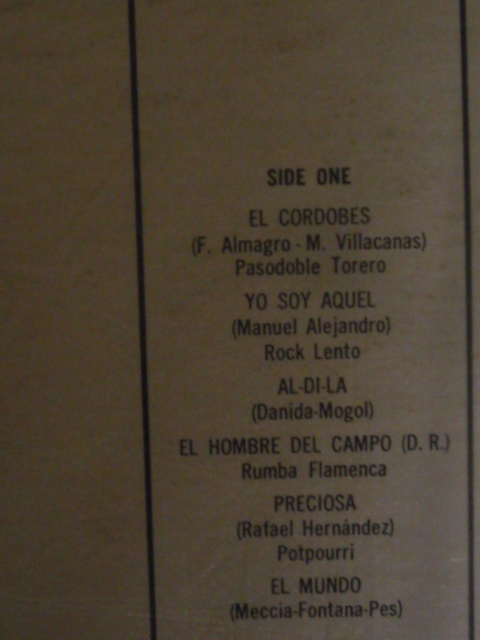 SIDE ONE
EL CORDOBES
(F. Almagro - M. Villacanas)
Pasodoble Torero
YO SOY AQUEL
(Manuel Alejandro)
Rock Lento
AL-DI-LA
(Danida-Mogol)
EL HOMBRE DEL CAMPO (D. R.)
Rumba Flamenca
PRECIOSA
(Rafael Hernández)
Potpourri
EL MUNDO
(Meccia-Fontana-Pes)